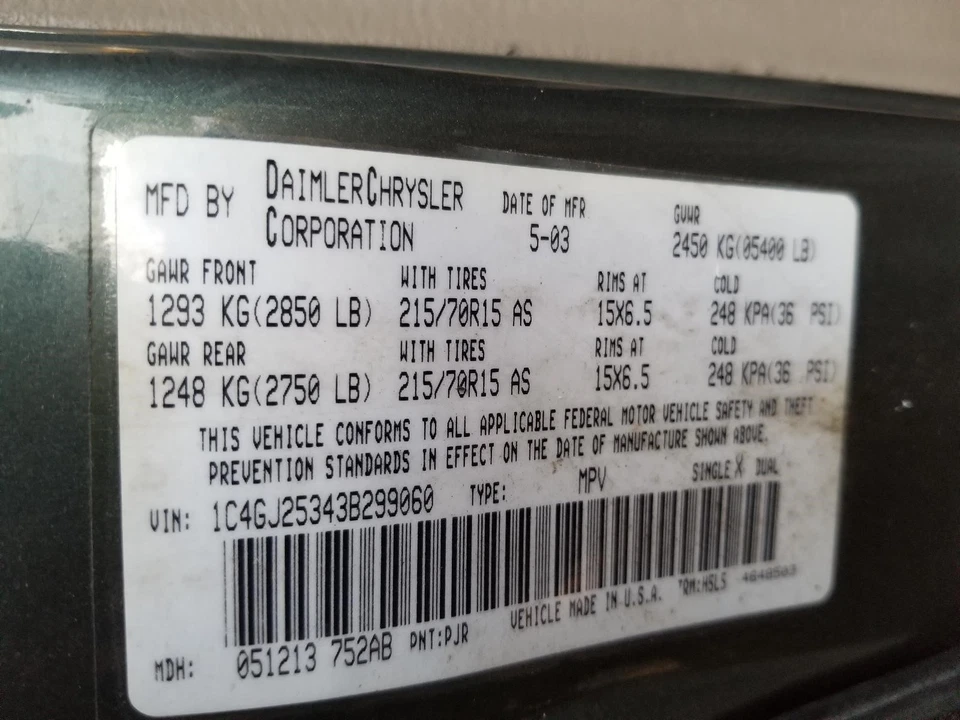 MFD BY DAIMLERCHRYSLER CORPORATION DATE OF MFR 5-03 GVWR 2450 KG(05400 LB)
GAWR FRONT WITH TIRES RIMS AT COLD
1293 KG(2850 LB) 215/70R15 AS 15X6.5 248 KPA(36 PSI)
GAWR REAR WITH TIRES RIMS AT COLD
1248 KG(2750 LB) 215/70R15 AS 15X6.5 248 KPA(36 PSI)
THIS VEHICLE CONFORMS TO ALL APPLICABLE FEDERAL MOTOR VEHICLE SAFETY AND THEFT
PREVENTION STANDARDS IN EFFECT ON THE DATE OF MANUFACTURE SHOWN ABOVE.
VIN: 1C4GJ25343B299060 TYPE: MPV SINGLE X DUAL
VEHICLE MADE IN U.S.A. TRM:H5LS 4648503
MDH: 051213 752AB PNT:PJR